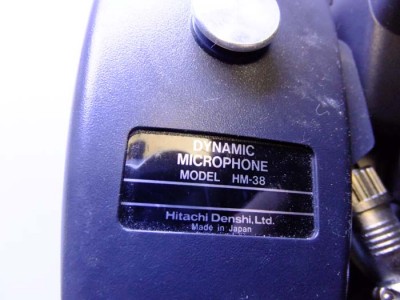 DYNAMIC
MICROPHONE
MODEL HM-38
Hitachi Denshi, Ltd.
Made in Japan